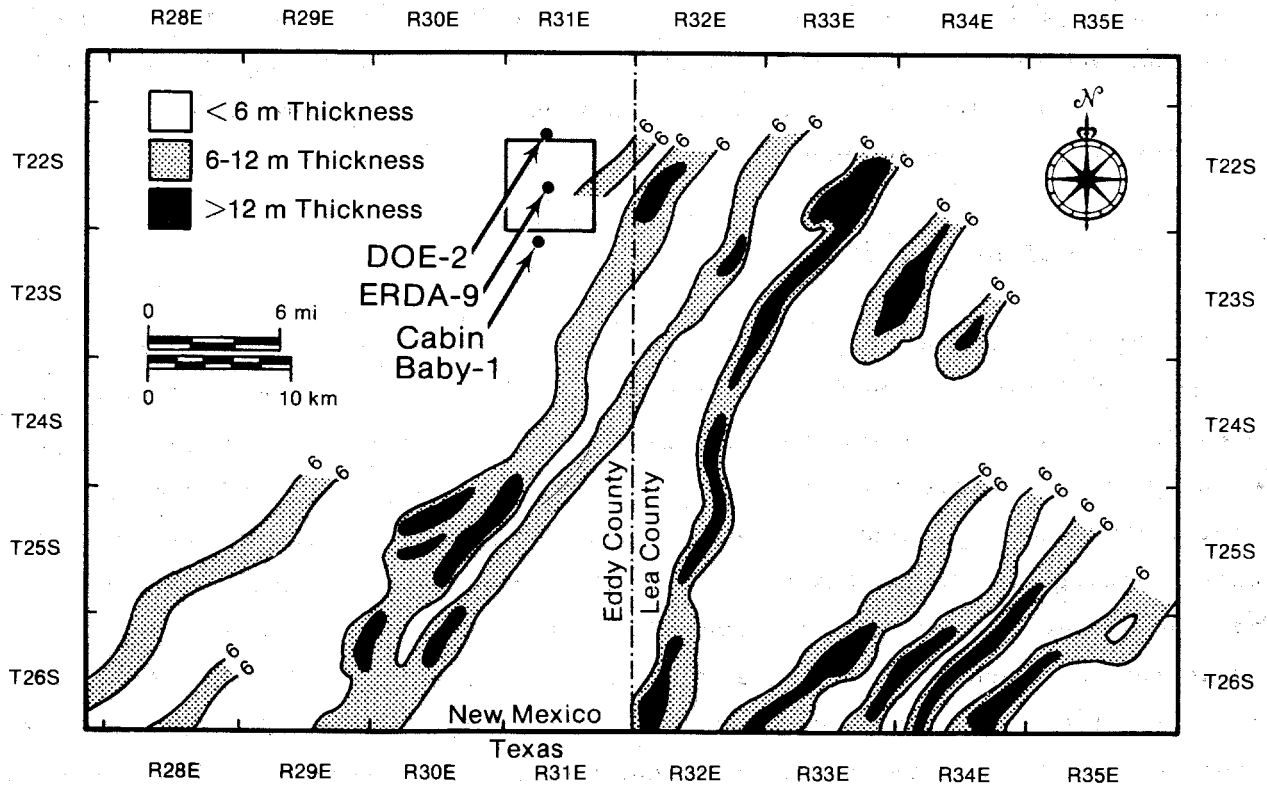 R28E R29E R30E R31E R32E R33E R34E R35E
N
< 6 m Thickness
6-12 m Thickness
>12 m Thickness
T22S T22S
6 6 6 6 6 6 6 6 6 6
DOE-2
ERDA-9
Cabin
Baby-1
T23S T23S
6 6
0 6 mi
0 10 km
T24S T24S
6 6 6 6 6 6 6 6 6
Eddy County
Lea County
T25S T25S
6
6 6
T26S T26S
New Mexico
Texas
R28E R29E R30E R31E R32E R33E R34E R35E